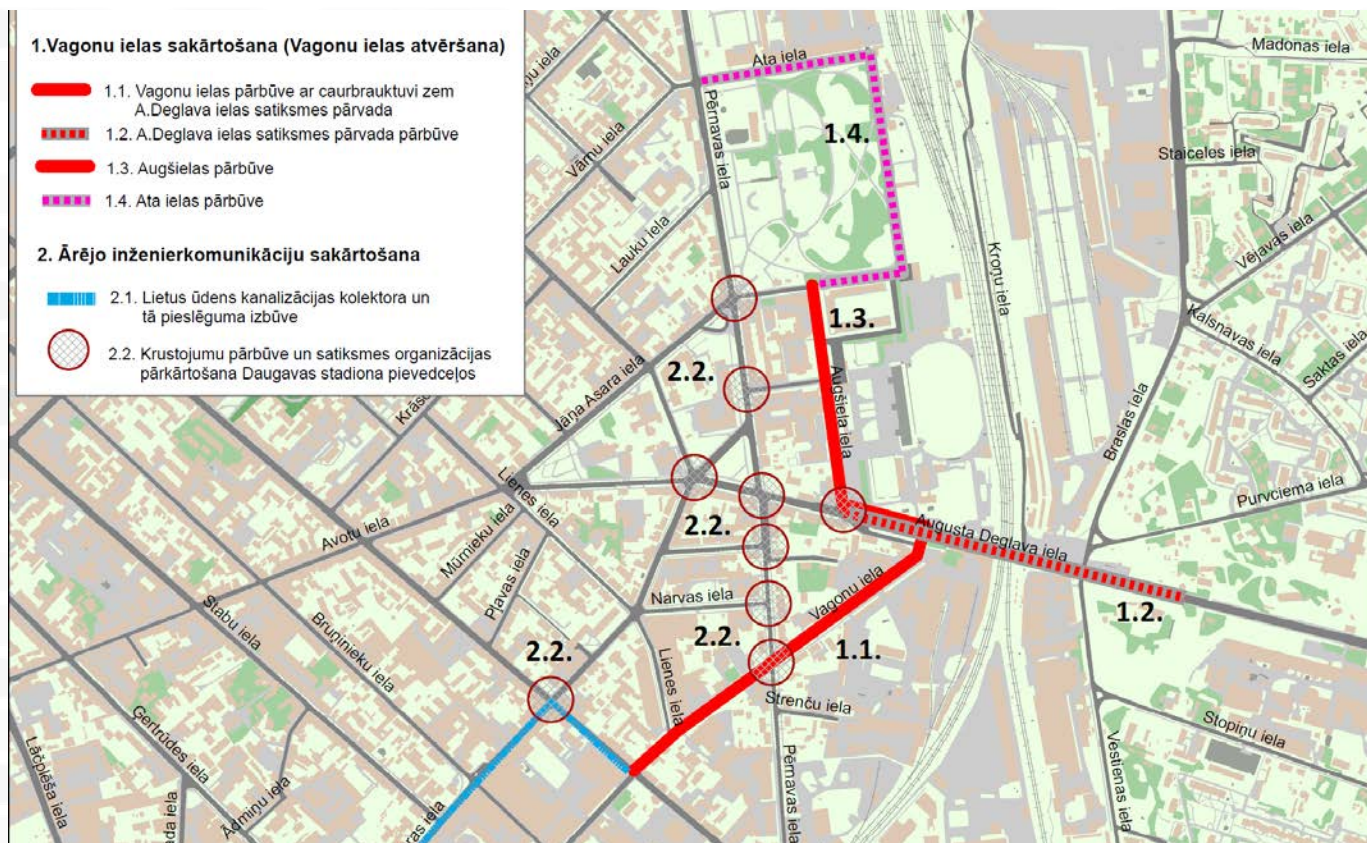 1.Vagonu ielas sakārtošana (Vagonu ielas atvēršana)
1.1. Vagonu ielas pārbūve ar caurbrauktuvi zem
A.Deglava ielas satiksmes pārvada
1.2. A.Deglava ielas satiksmes pārvada pārbūve
1.3. Augšielas pārbūve
1.4. Ata ielas pārbūve
2. Ārējo inženierkomunikāciju sakārtošana
2.1. Lietus ūdens kanalizācijas kolektora un
tā pieslēguma izbūve
2.2. Krustojumu pārbūve un satiksmes organizācijas
pārkārtošana Daugavas stadiona pievedceļos
iela
Ata iela
Madonas iela
Pērnavas iela
Vārnu iela
1.4.
Staiceles iela
Lauku iela
Kroņu iela
Vējavas iela
1.3.
Kalsnavas iela
Saktas iela
2.2.
Jāņa Asara iela
Augšiela iela
Braslas iela
Lienes iela
Purvciema iela
Avotu iela
Mūrnieku iela
2.2.
Augusta Deglava iela
Pļavas iela
Narvas iela
Vagonu iela
1.2.
Stabu iela
Bruņinieku iela
2.2.
2.2.
1.1.
Lienes iela
Strenču iela
Stopiņu iela
Ģertrūdes iela
Lāčplēša iela
Ādmiņu iela
Pērnavas iela
Vestienas iela
iela
iela